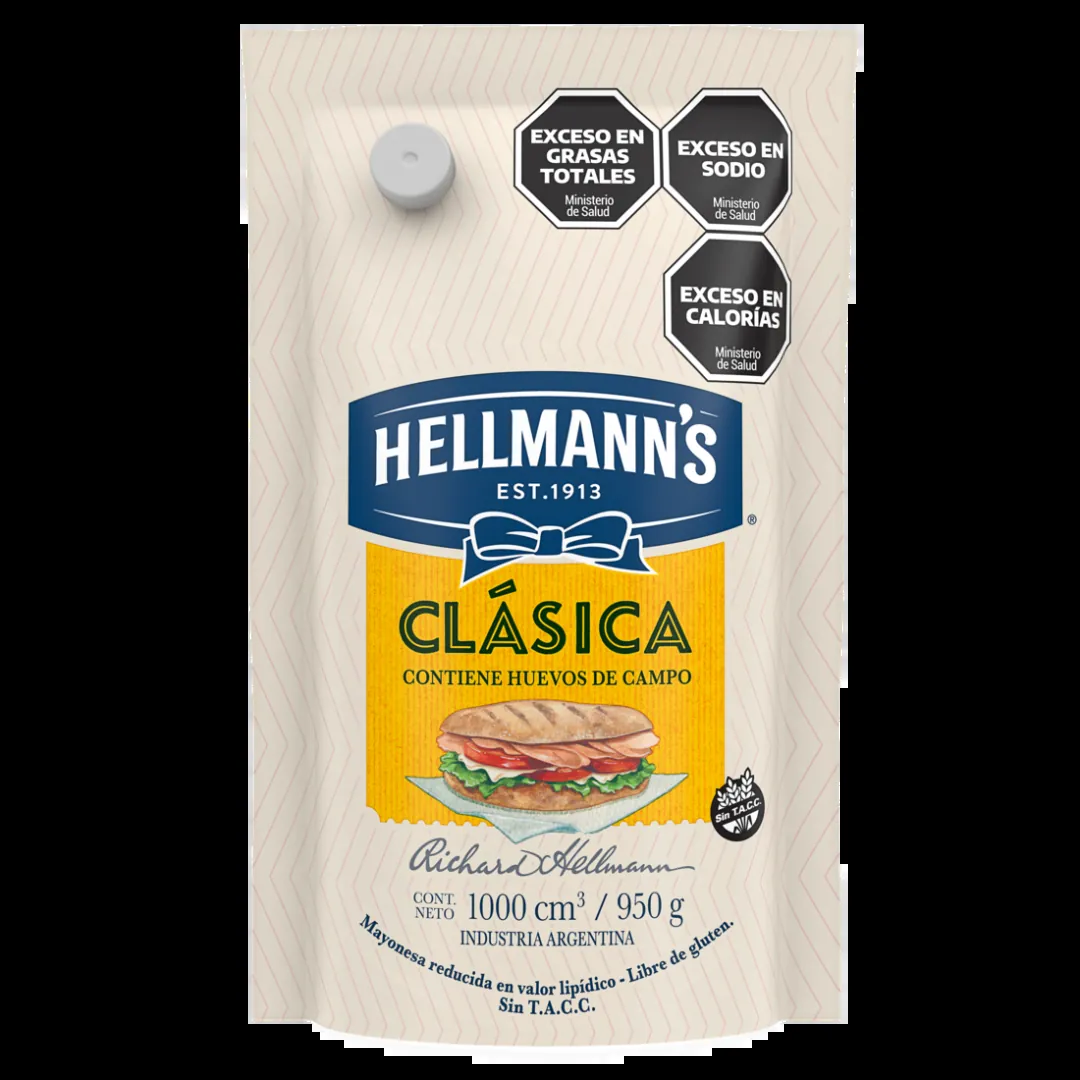 EXCESO EN
GRASAS
TOTALES
Ministerio
de Salud
EXCESO EN
SODIO
Ministerio
de Salud
EXCESO EN
CALORÍAS
Ministerio
de Salud
HELLMANN'S
EST.1913
®
CLÁSICA
CONTIENE HUEVOS DE CAMPO
Sin T.A.C.C.
Richard Hellmann
CONT.
NETO
1000 cm³ / 950 g
INDUSTRIA ARGENTINA
Mayonesa reducida en valor lipídico - Libre de gluten.
Sin T.A.C.C.